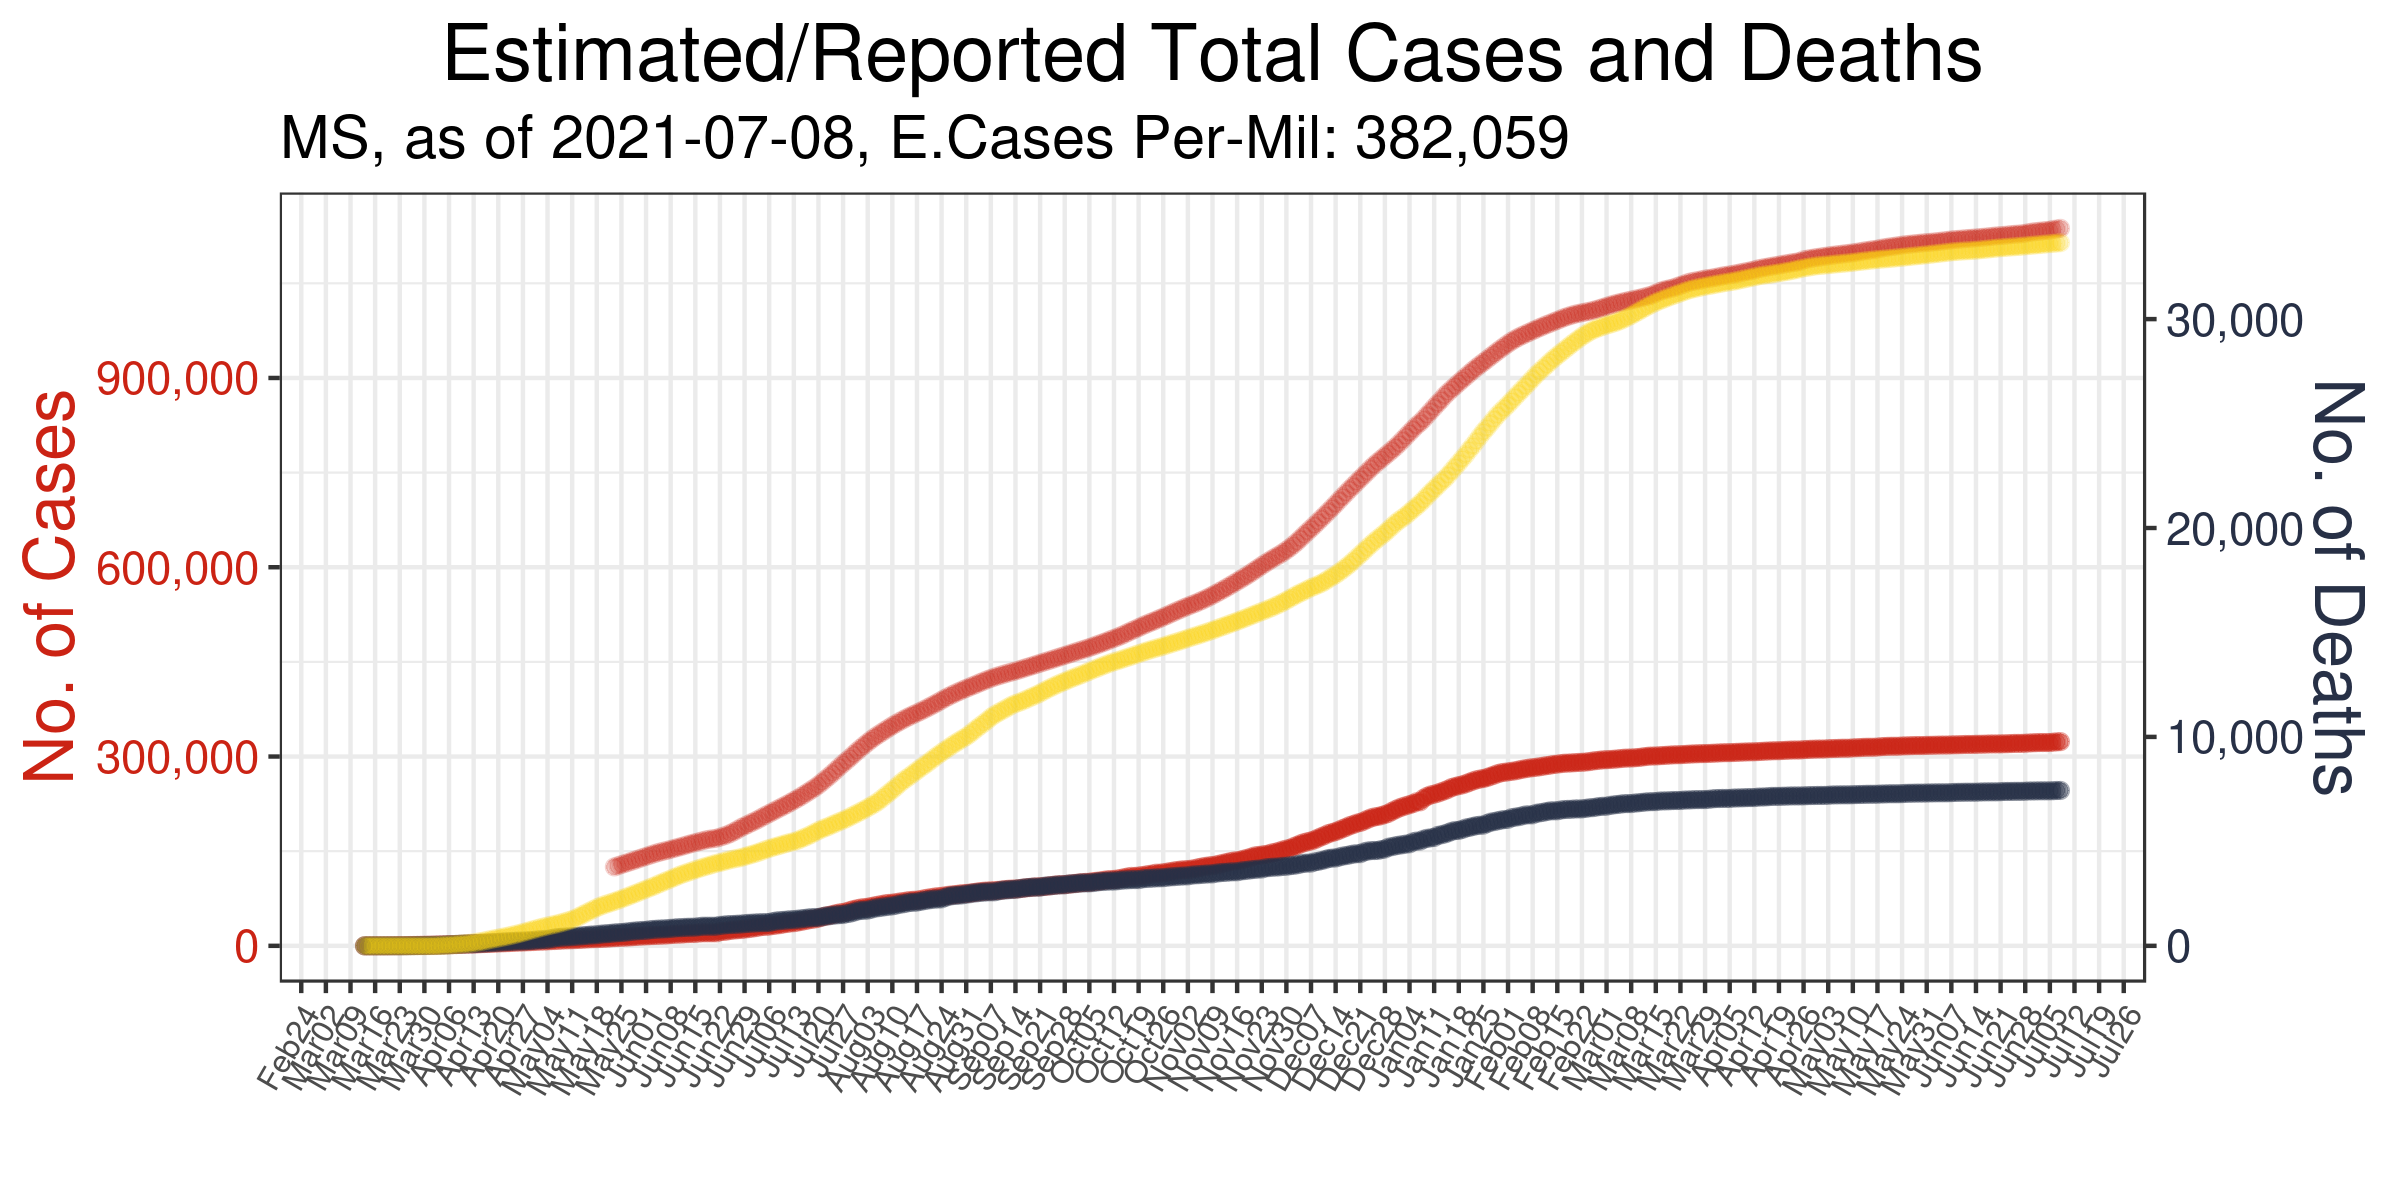 Estimated/Reported Total Cases and Deaths
MS, as of 2021-07-08, E.Cases Per-Mil: 382,059
No. of Cases
900,000
600,000
300,000
0
30,000
20,000
10,000
0
No. of Deaths
Feb24
Mar02
Mar09
Mar16
Mar23
Mar30
Apr06
Apr13
Apr20
Apr27
May04
May11
May18
May25
Jun01
Jun08
Jun15
Jun22
Jun29
Jul06
Jul13
Jul20
Jul27
Aug03
Aug10
Aug17
Aug24
Aug31
Sep07
Sep14
Sep21
Sep28
Oct05
Oct12
Oct19
Oct26
Nov02
Nov09
Nov16
Nov23
Nov30
Dec07
Dec14
Dec21
Dec28
Jan04
Jan11
Jan18
Jan25
Feb01
Feb08
Feb15
Feb22
Mar01
Mar08
Mar15
Mar22
Mar29
Apr05
Apr12
Apr19
Apr26
May03
May10
May17
May24
May31
Jun07
Jun14
Jun21
Jun28
Jul05
Jul12
Jul19
Jul26